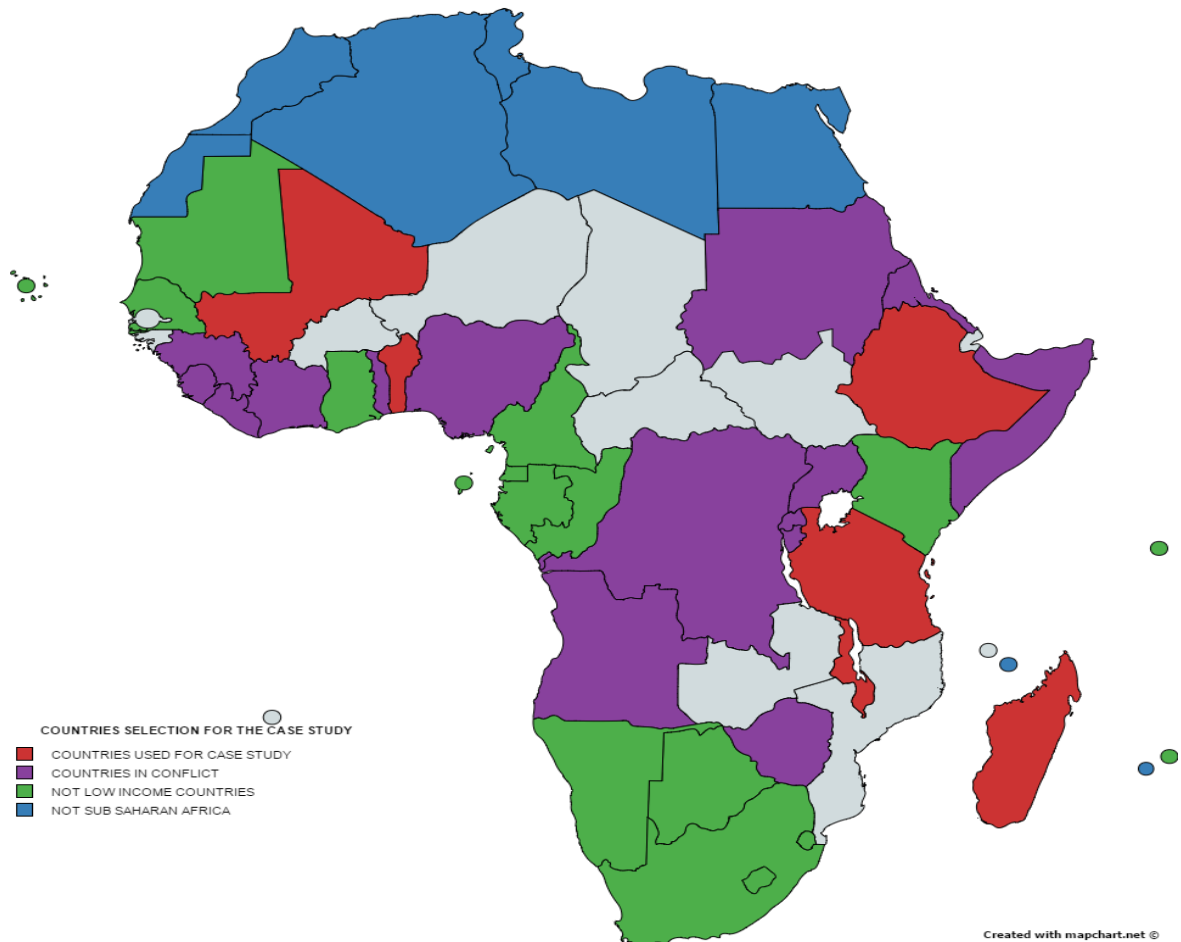 COUNTRIES SELECTION FOR THE CASE STUDY
COUNTRIES USED FOR CASE STUDY
COUNTRIES IN CONFLICT
NOT LOW INCOME COUNTRIES
NOT SUB SAHARAN AFRICA
Created with mapchart.net ©